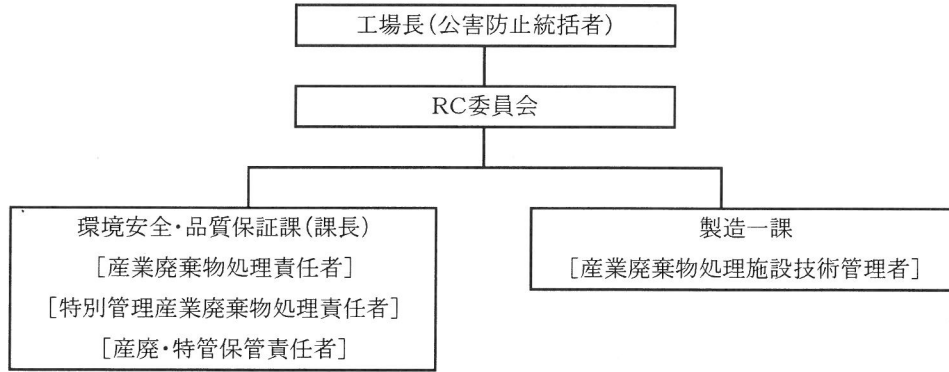 工場長(公害防止統括者)
RC委員会
環境安全・品質保証課(課長)
[産業廃棄物処理責任者]
[特別管理産業廃棄物処理責任者]
[産廃・特管保管責任者]
製造一課
[産業廃棄物処理施設技術管理者]